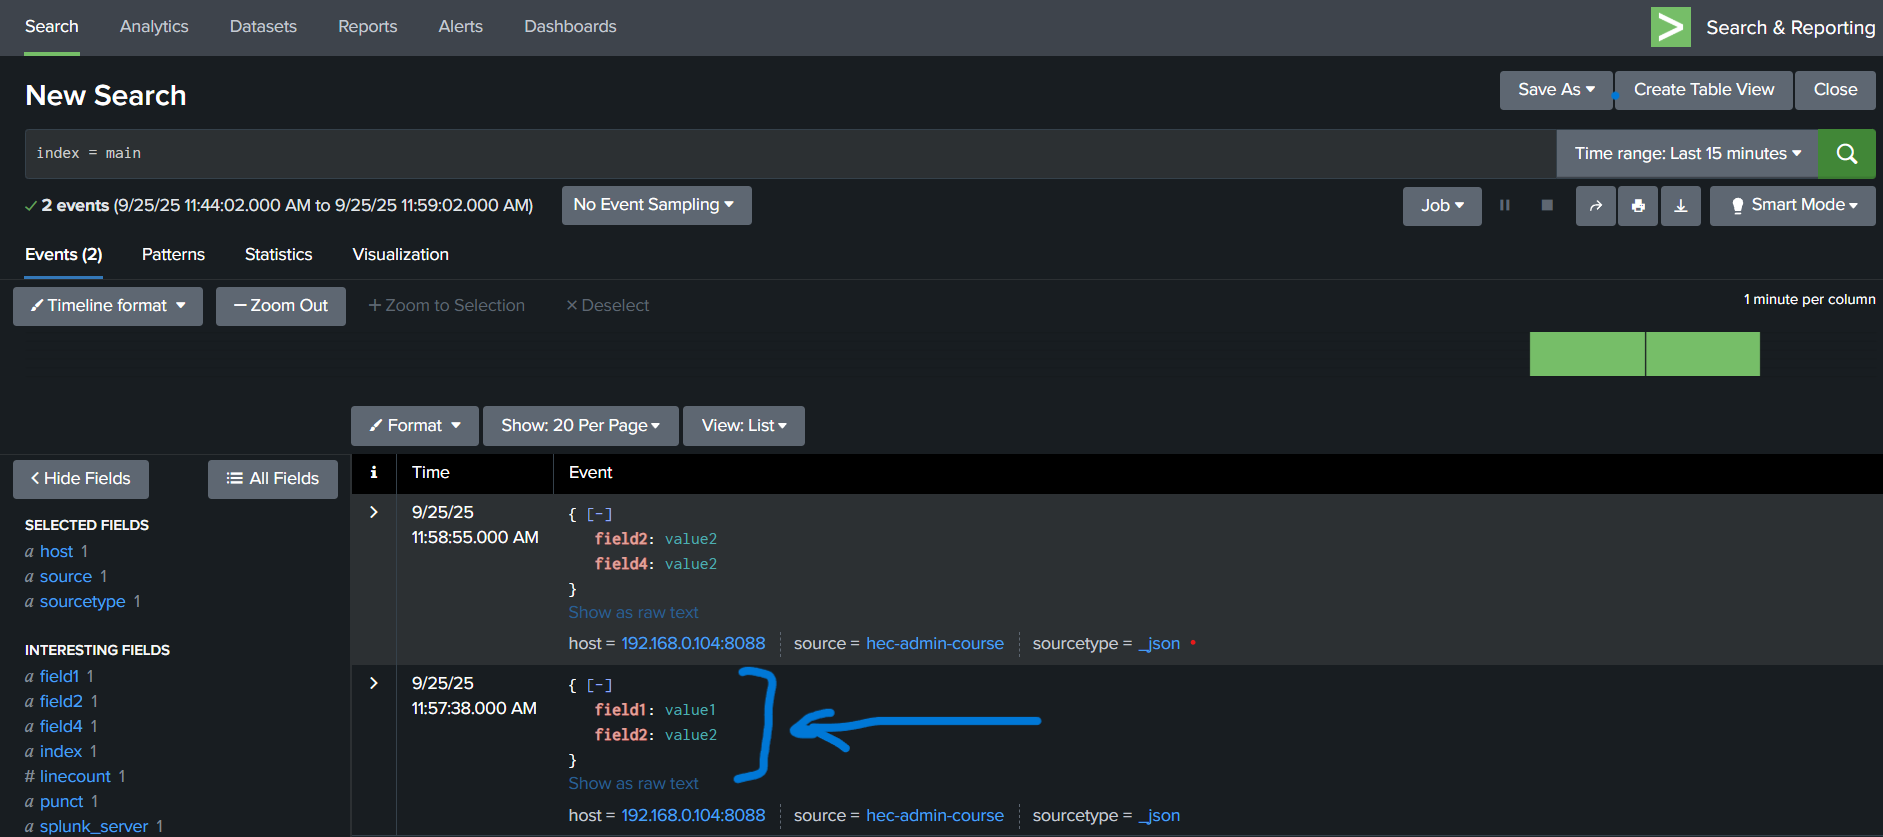 Search Analytics Datasets Reports Alerts Dashboards > Search & Reporting
New Search Save As Create Table View Close
index = main Time range: Last 15 minutes
2 events (9/25/25 11:44:02.000 AM to 9/25/25 11:59:02.000 AM) No Event Sampling Job Smart Mode
Events (2) Patterns Statistics Visualization
Timeline format — Zoom Out + Zoom to Selection × Deselect 1 minute per column
Format Show: 20 Per Page View: List
< Hide Fields All Fields
i Time Event
SELECTED FIELDS
a host 1
a source 1
a sourcetype 1
INTERESTING FIELDS
a field1 1
a field2 1
a field4 1
a index 1
# linecount 1
a punct 1
a splunk_server 1
> 9/25/25
11:58:55.000 AM
{ [-]
field2: value2
field4: value2
}
Show as raw text
host = 192.168.0.104:8088 source = hec-admin-course sourcetype = _json
> 9/25/25
11:57:38.000 AM
{ [-]
field1: value1
field2: value2
}
Show as raw text
host = 192.168.0.104:8088 source = hec-admin-course sourcetype = _json